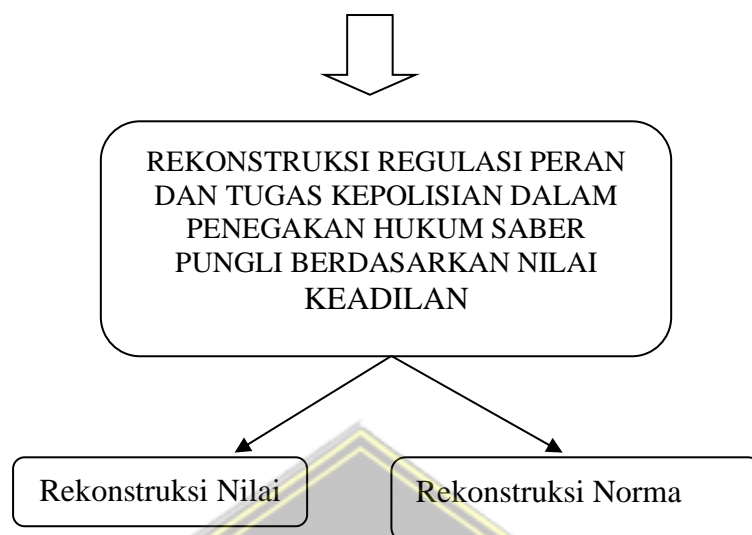 REKONSTRUKSI REGULASI PERAN
DAN TUGAS KEPOLISIAN DALAM
PENEGAKAN HUKUM SABER
PUNGLI BERDASARKAN NILAI
KEADILAN
Rekonstruksi Nilai
Rekonstruksi Norma